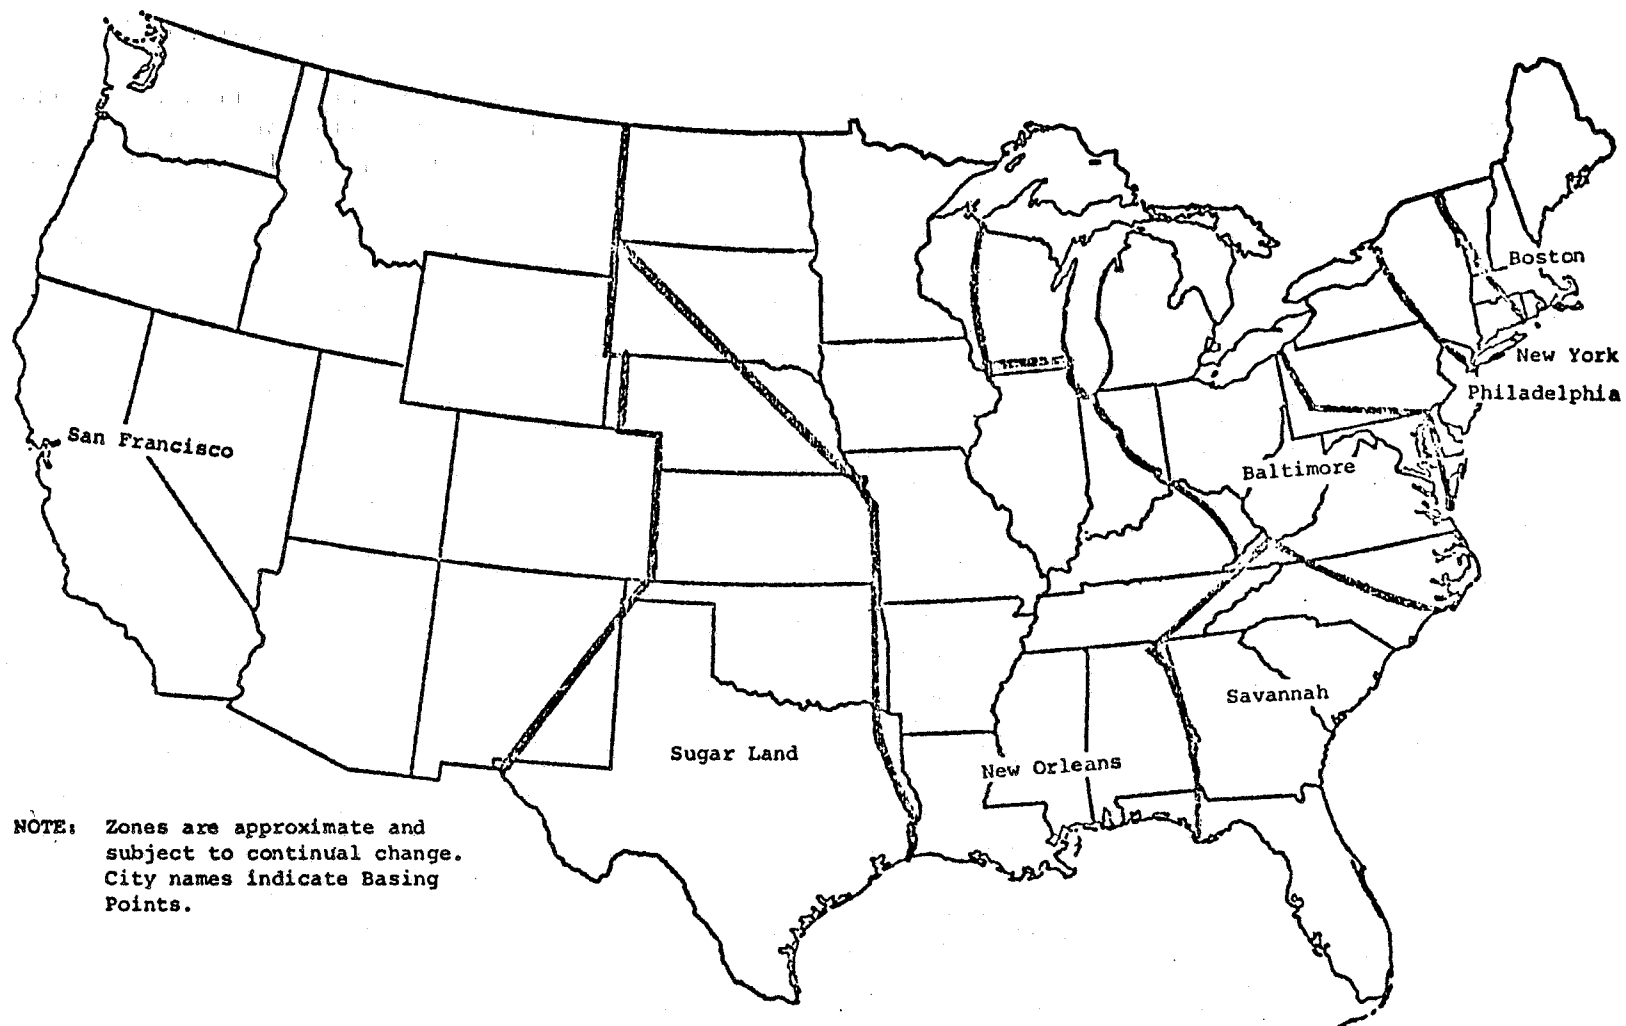 Boston
New York
Philadelphia
San Francisco
Baltimore
Savannah
Sugar Land
New Orleans
NOTE: Zones are approximate and
subject to continual change.
City names indicate Basing
Points.